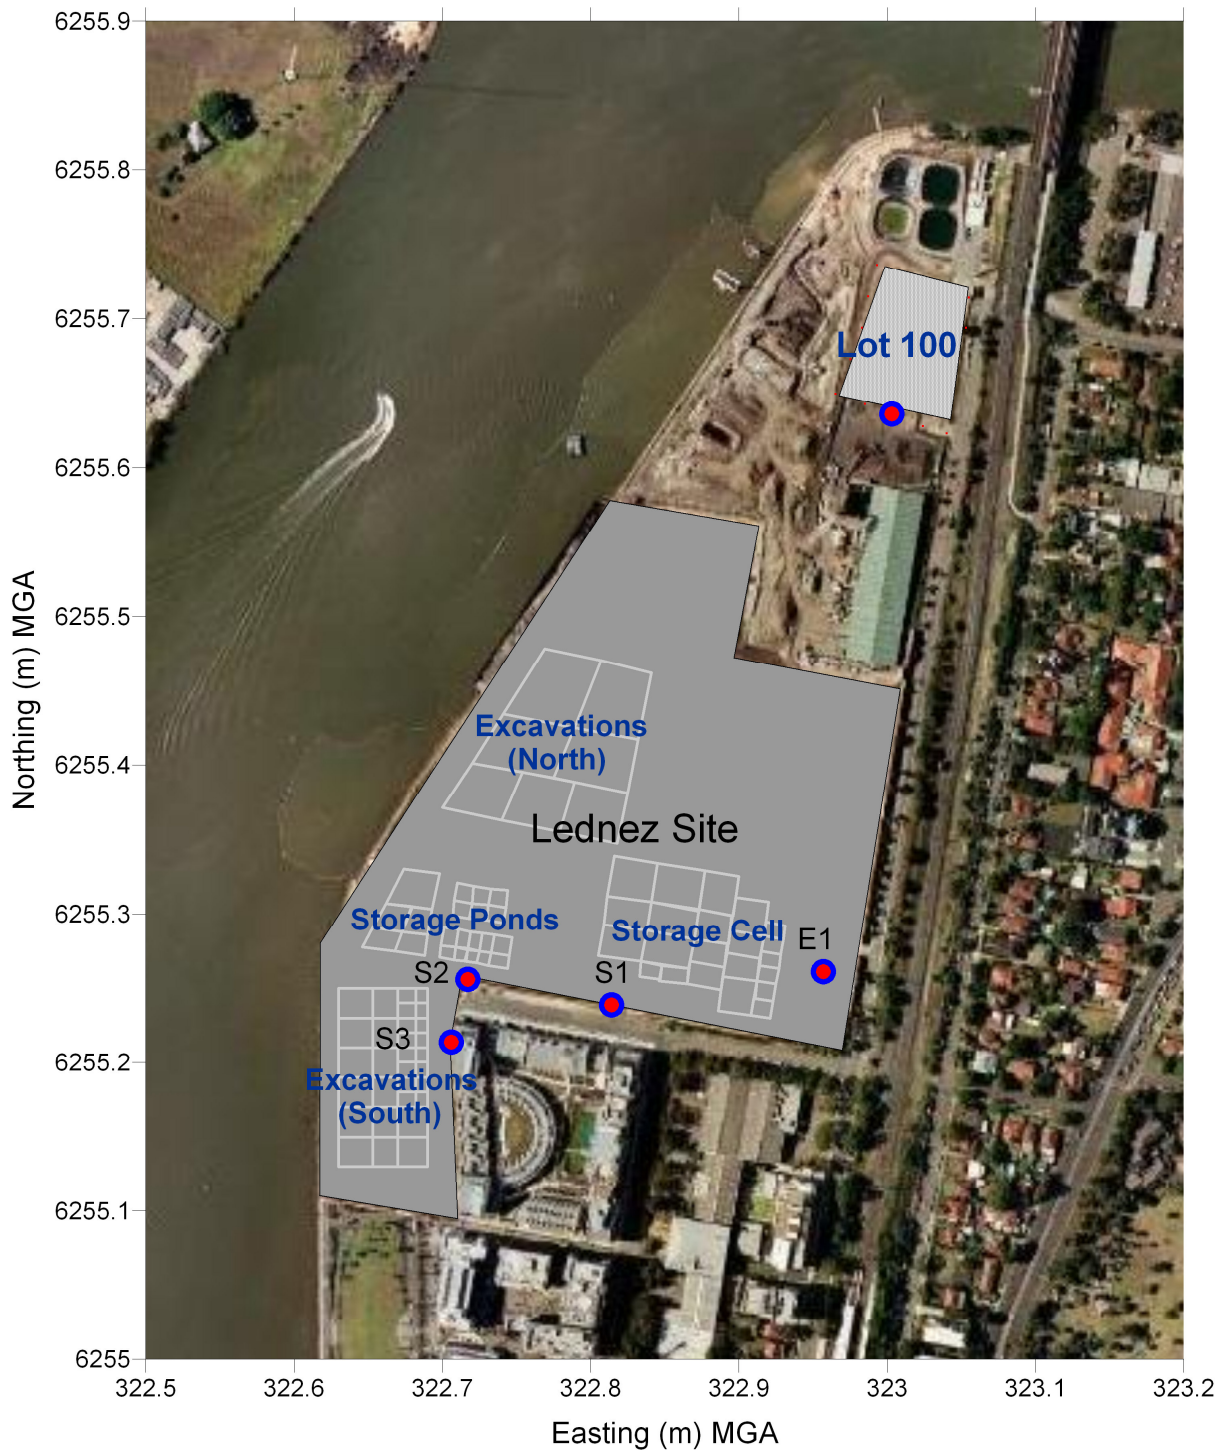 6255.9
6255.8
6255.7
6255.6
6255.5
6255.4
6255.3
6255.2
6255.1
6255
Northing (m) MGA
Lot 100
Excavations
(North)
Lednez Site
Storage Ponds
Storage Cell
E1
S2
S1
S3
Excavations
(South)
322.5
322.6
322.7
322.8
322.9
323
323.1
323.2
Easting (m) MGA